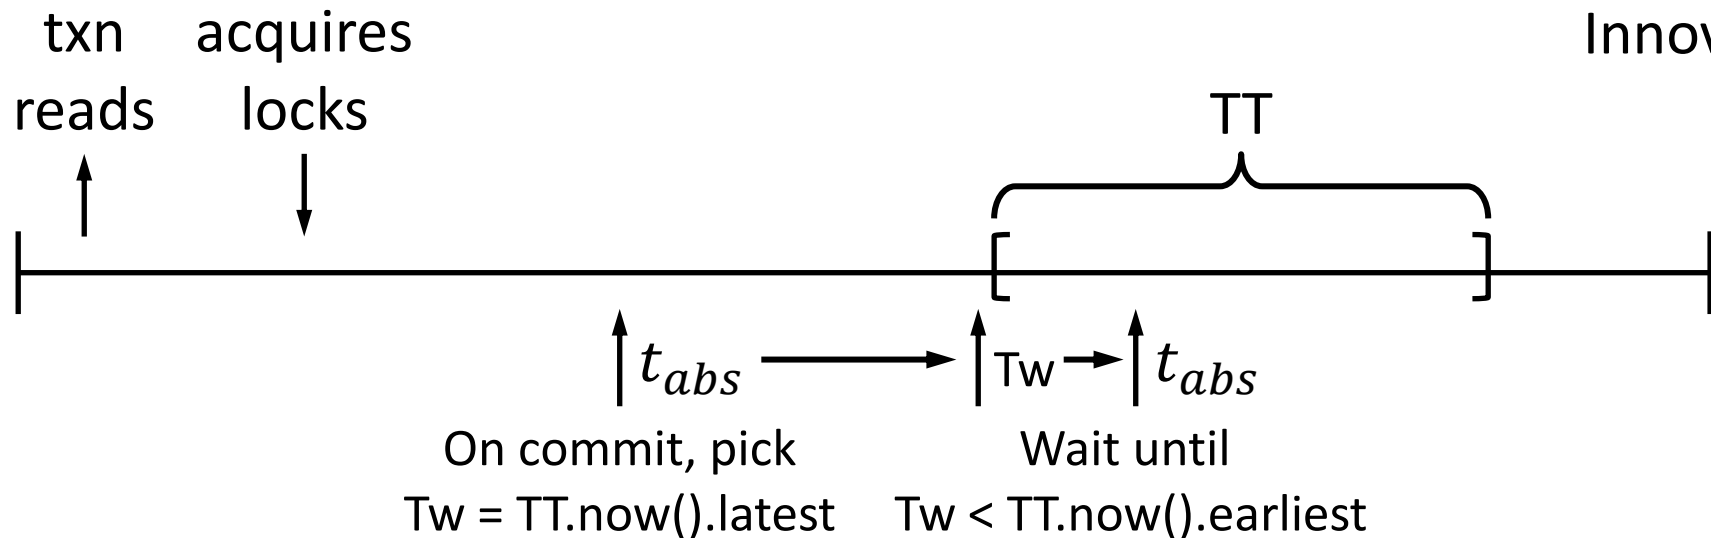 txn
reads
acquires
locks
Innov
TT
t_abs
Tw
t_abs
On commit, pick
Tw = TT.now().latest
Wait until
Tw < TT.now().earliest